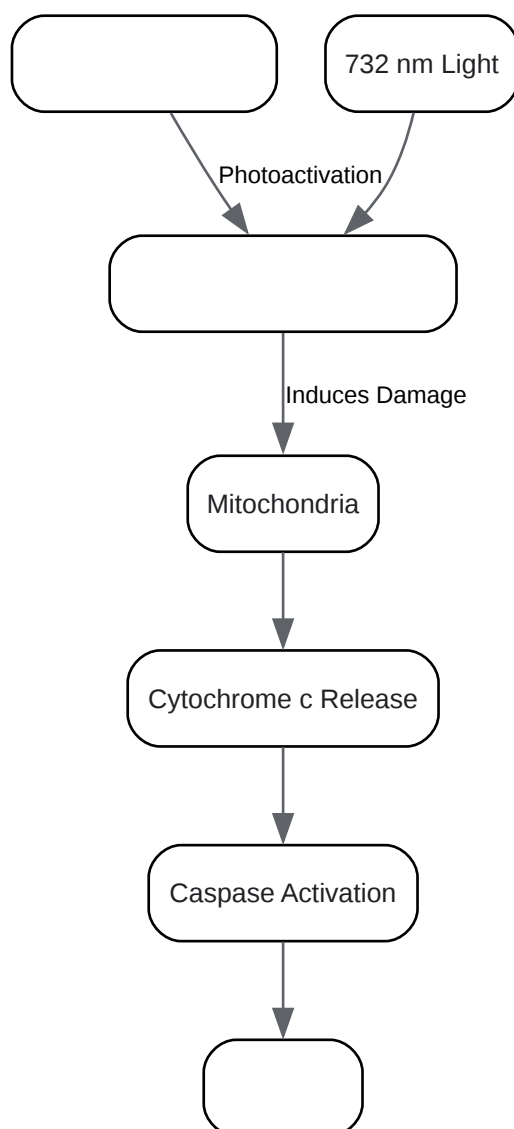 732 nm Light
Photoactivation
Induces Damage
Mitochondria
Cytochrome c Release
Caspase Activation